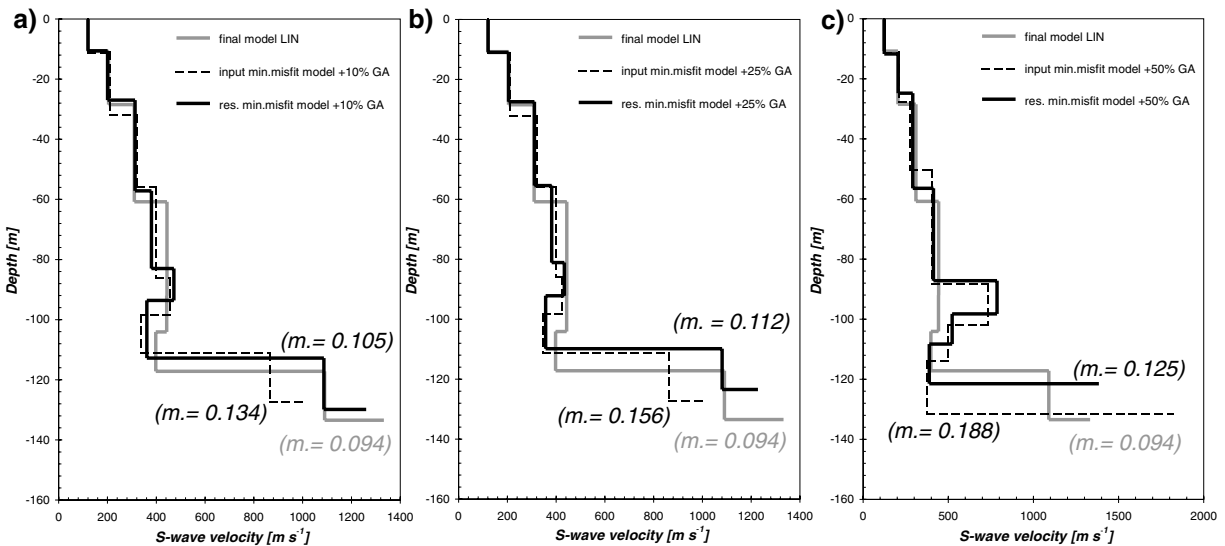 a)
final model LIN
input min.misfit model +10% GA
res. min.misfit model +10% GA
0
-20
-40
-60
-80
-100
-120
-140
-160
Depth [m]
(m.= 0.105)
(m.= 0.134)
(m.= 0.094)
0 200 400 600 800 1000 1200 1400
S-wave velocity [m s⁻¹]
b)
final model LIN
input min.misfit model +25% GA
res. min.misfit model +25% GA
0
-20
-40
-60
-80
-100
-120
-140
-160
Depth [m]
(m. = 0.112)
(m.= 0.156)
(m.= 0.094)
0 200 400 600 800 1000 1200 1400
S-wave velocity [m s⁻¹]
c)
final model LIN
input min.misfit model +50% GA
res. min.misfit model +50% GA
0
-20
-40
-60
-80
-100
-120
-140
-160
Depth [m]
(m.= 0.125)
(m.= 0.188)
(m.= 0.094)
0 500 1000 1500 2000
S-wave velocity [m s⁻¹]